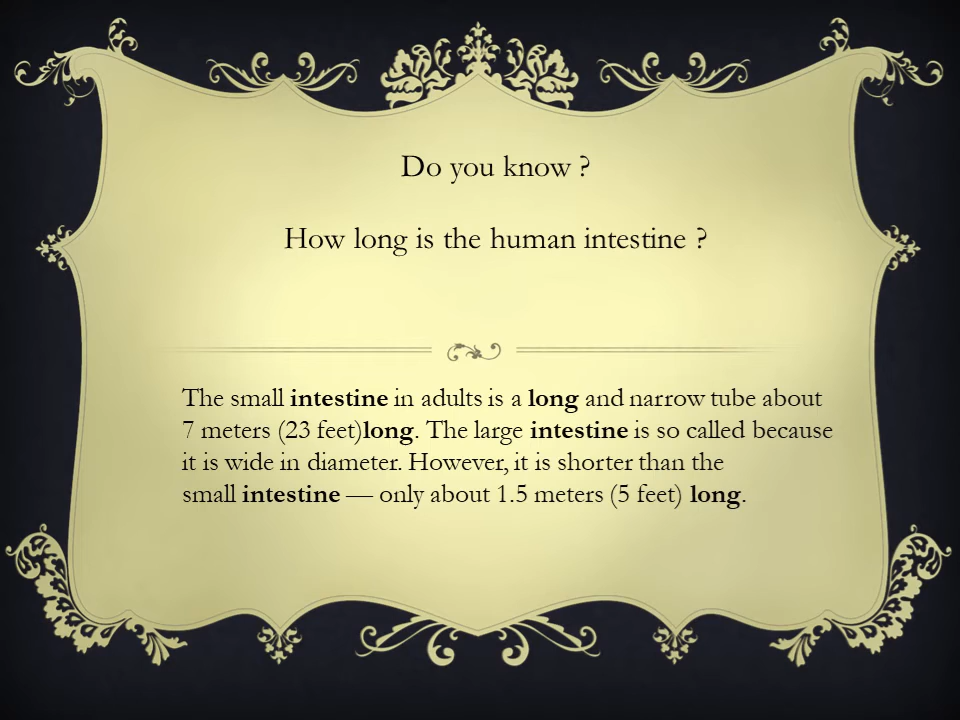 Do you know ?
How long is the human intestine ?
The small intestine in adults is a long and narrow tube about
7 meters (23 feet)long. The large intestine is so called because
it is wide in diameter. However, it is shorter than the
small intestine — only about 1.5 meters (5 feet) long.